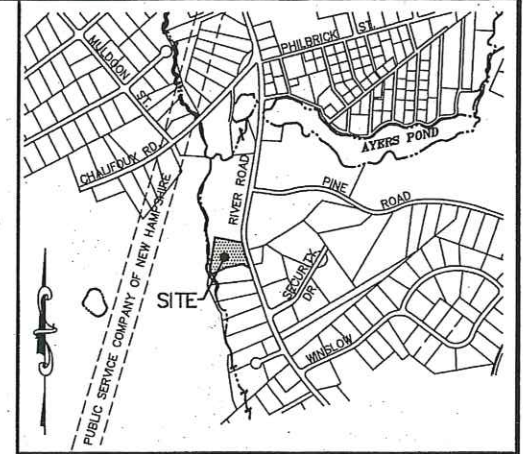 PHILBRICK ST.
MULDOON ST.
AYERS POND
CHALIFOUX RD.
PINE ROAD
RIVER ROAD
PUBLIC SERVICE COMPANY OF NEW HAMPSHIRE
SECURITY DR
SITE
WINSLOW